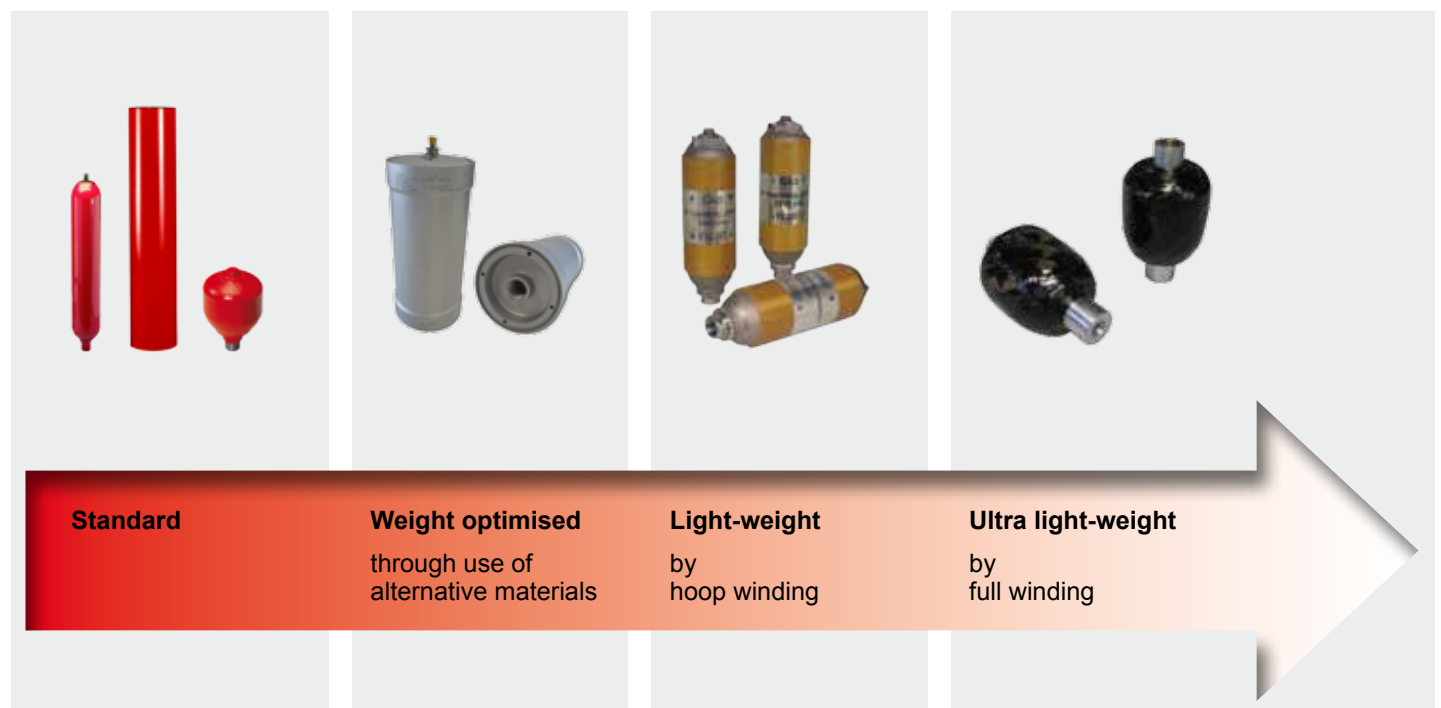 Standard
Weight optimised
through use of
alternative materials
Light-weight
by
hoop winding
Ultra light-weight
by
full winding